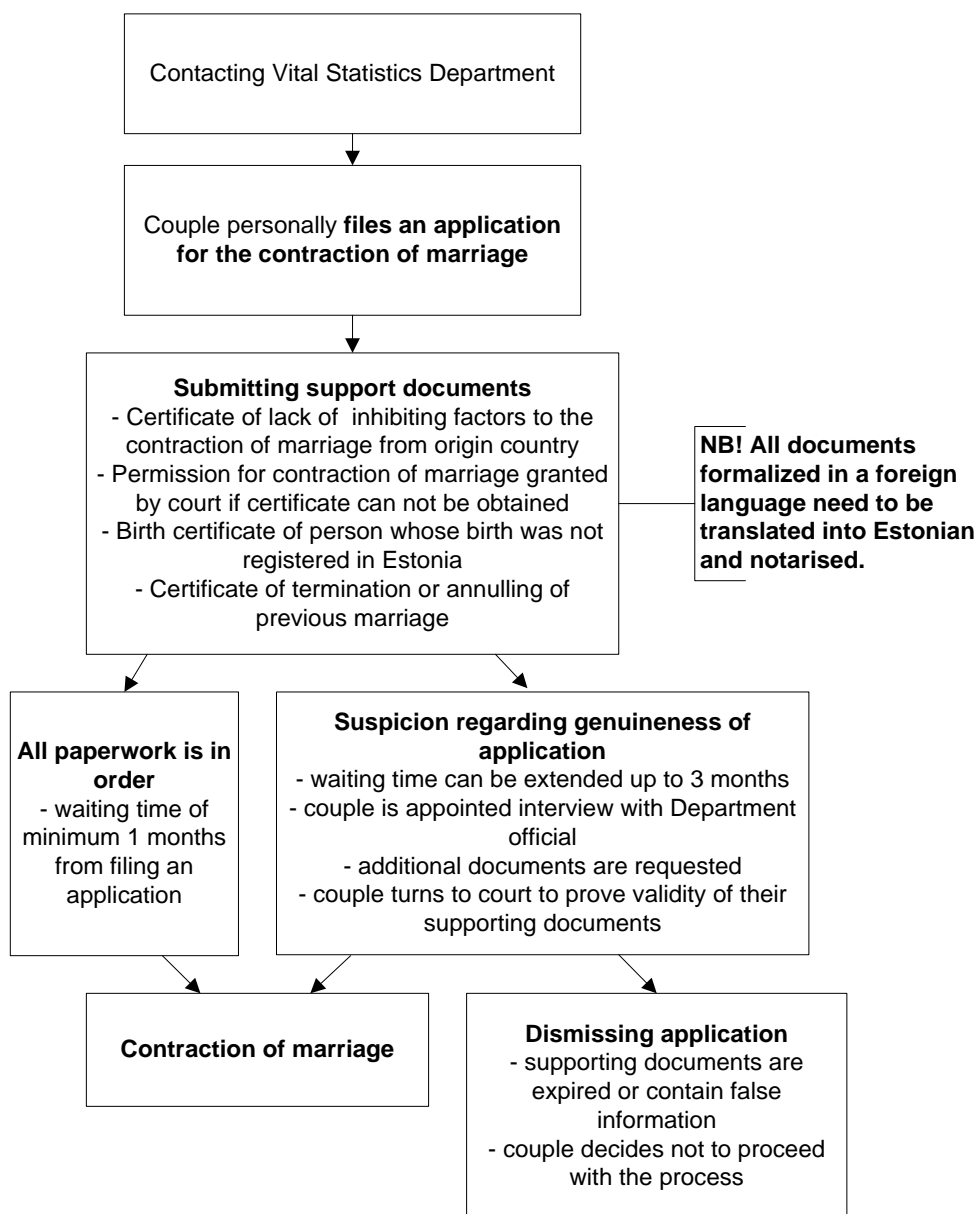 Contacting Vital Statistics Department
Couple personally files an application
for the contraction of marriage
Submitting support documents
- Certificate of lack of  inhibiting factors to the
contraction of marriage from origin country
- Permission for contraction of marriage granted
by court if certificate can not be obtained
- Birth certificate of person whose birth was not
registered in Estonia
- Certificate of termination or annulling of
previous marriage
NB! All documents
formalized in a foreign
language need to be
translated into Estonian
and notarised.
All paperwork is in
order
- waiting time of
minimum 1 months
from filing an
application
Suspicion regarding genuineness of
application
- waiting time can be extended up to 3 months
- couple is appointed interview with Department
official
- additional documents are requested
- couple turns to court to prove validity of their
supporting documents
Contraction of marriage
Dismissing application
- supporting documents are
expired or contain false
information
- couple decides not to proceed
with the process